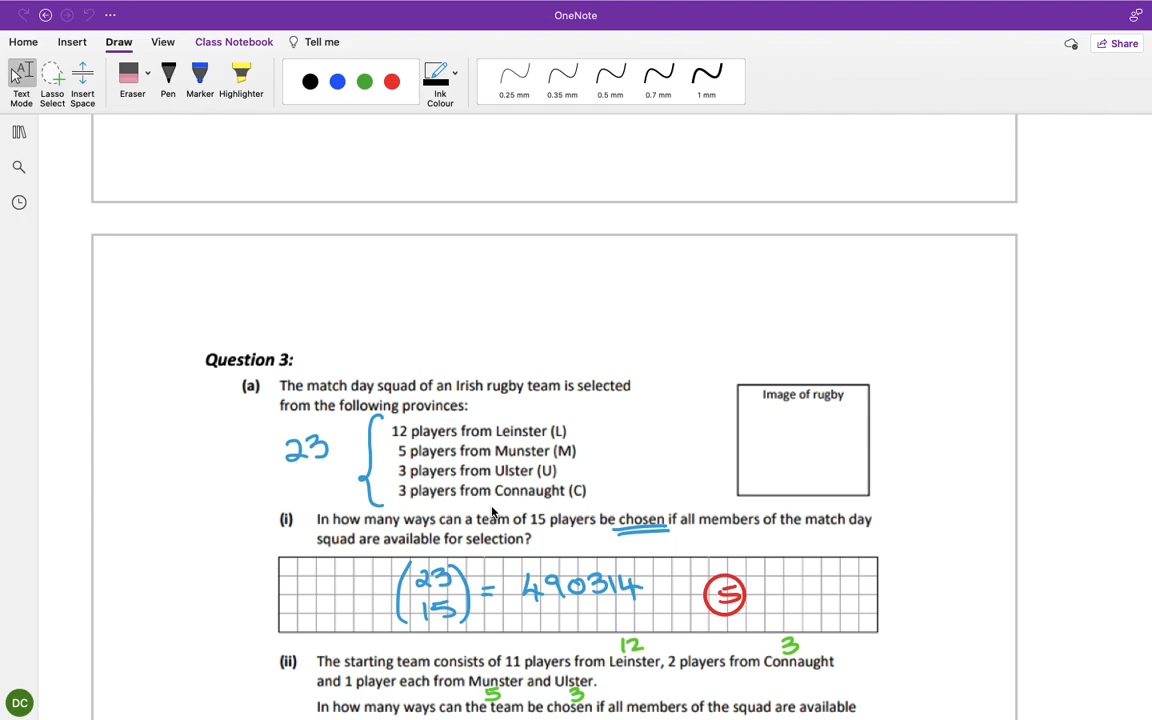 OneNote
Home Insert Draw View Class Notebook Tell me
Share
Text Mode
Lasso Select
Insert Space
Eraser
Pen
Marker
Highlighter
Ink Colour
0.25 mm 0.35 mm 0.5 mm 0.7 mm 1 mm
Question 3:
(a) The match day squad of an Irish rugby team is selected
from the following provinces:
Image of rugby
23
12 players from Leinster (L)
5 players from Munster (M)
3 players from Ulster (U)
3 players from Connaught (C)
(i) In how many ways can a team of 15 players be chosen if all members of the match day
squad are available for selection?
(23 15) = 490314 5
12 3
(ii) The starting team consists of 11 players from Leinster, 2 players from Connaught
and 1 player each from Munster and Ulster.
5 3
In how many ways can the team be chosen if all members of the squad are available
DC